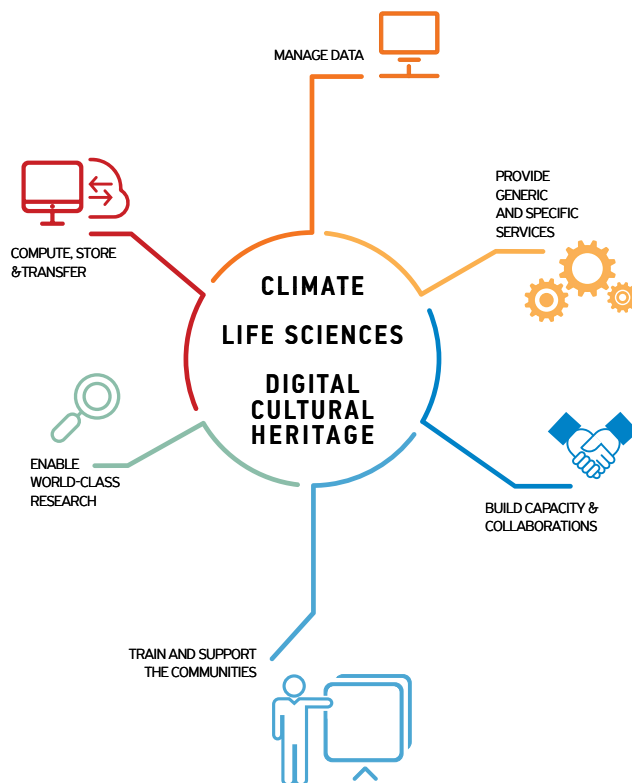 MANAGE DATA
PROVIDE
GENERIC
AND SPECIFIC
SERVICES
COMPUTE, STORE
&TRANSFER
CLIMATE
LIFE SCIENCES
DIGITAL
CULTURAL
HERITAGE
ENABLE
WORLD-CLASS
RESEARCH
BUILD CAPACITY &
COLLABORATIONS
TRAIN AND SUPPORT
THE COMMUNITIES